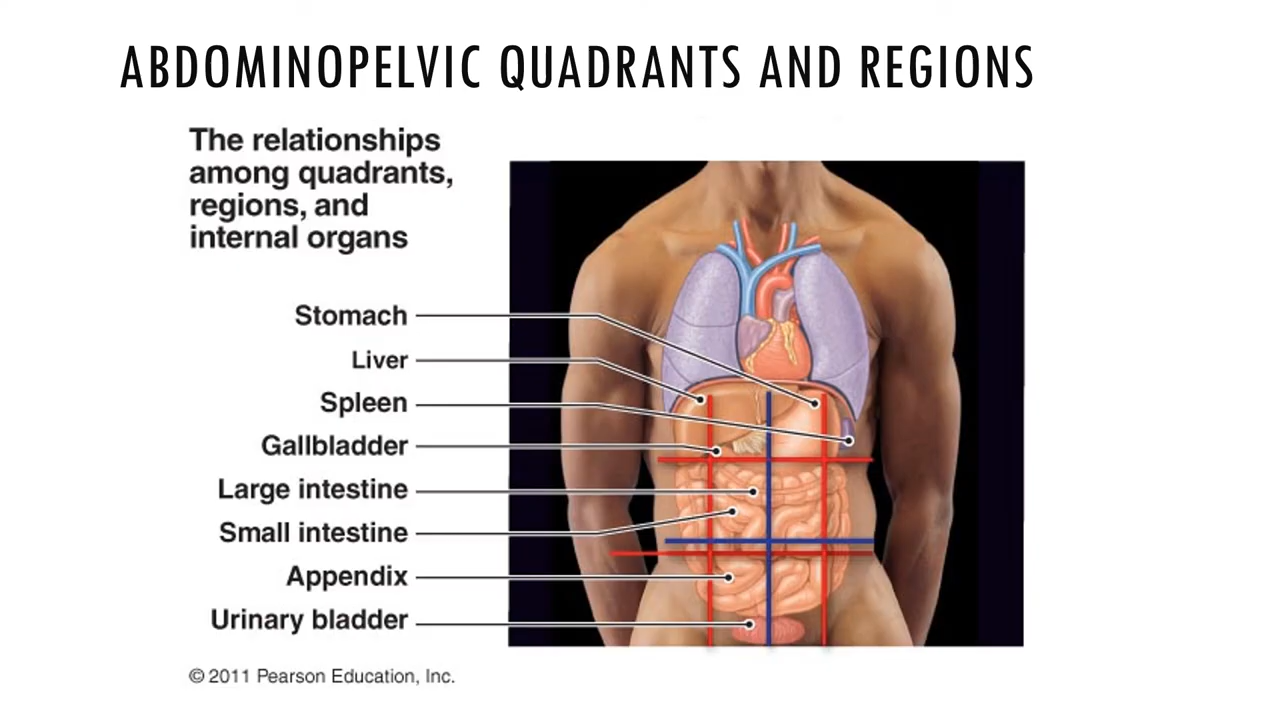 ABDOMINOPELVIC QUADRANTS AND REGIONS
The relationships
among quadrants,
regions, and
internal organs
Stomach
Liver
Spleen
Gallbladder
Large intestine
Small intestine
Appendix
Urinary bladder
© 2011 Pearson Education, Inc.